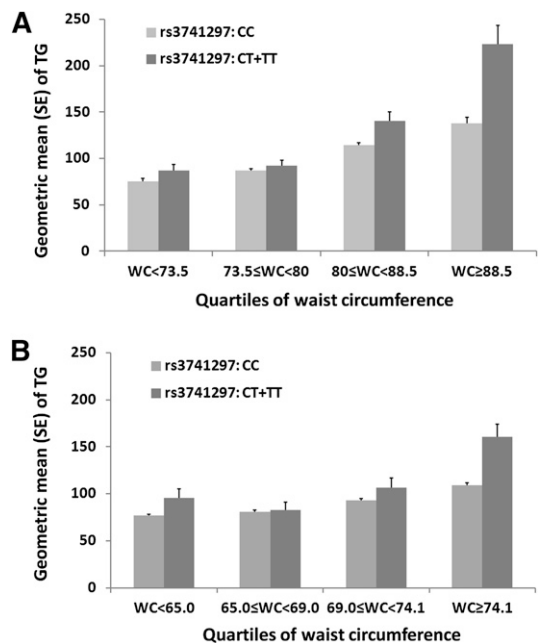 A
Geometric mean (SE) of TG
250
200
150
100
50
0
rs3741297: CC
rs3741297: CT+TT
WC<73.5 73.5≤WC<80 80≤WC<88.5 WC≥88.5
Quartiles of waist circumference
B
Geometric mean (SE) of TG
250
200
150
100
50
0
rs3741297: CC
rs3741297: CT+TT
WC<65.0 65.0≤WC<69.0 69.0≤WC<74.1 WC≥74.1
Quartiles of waist circumference